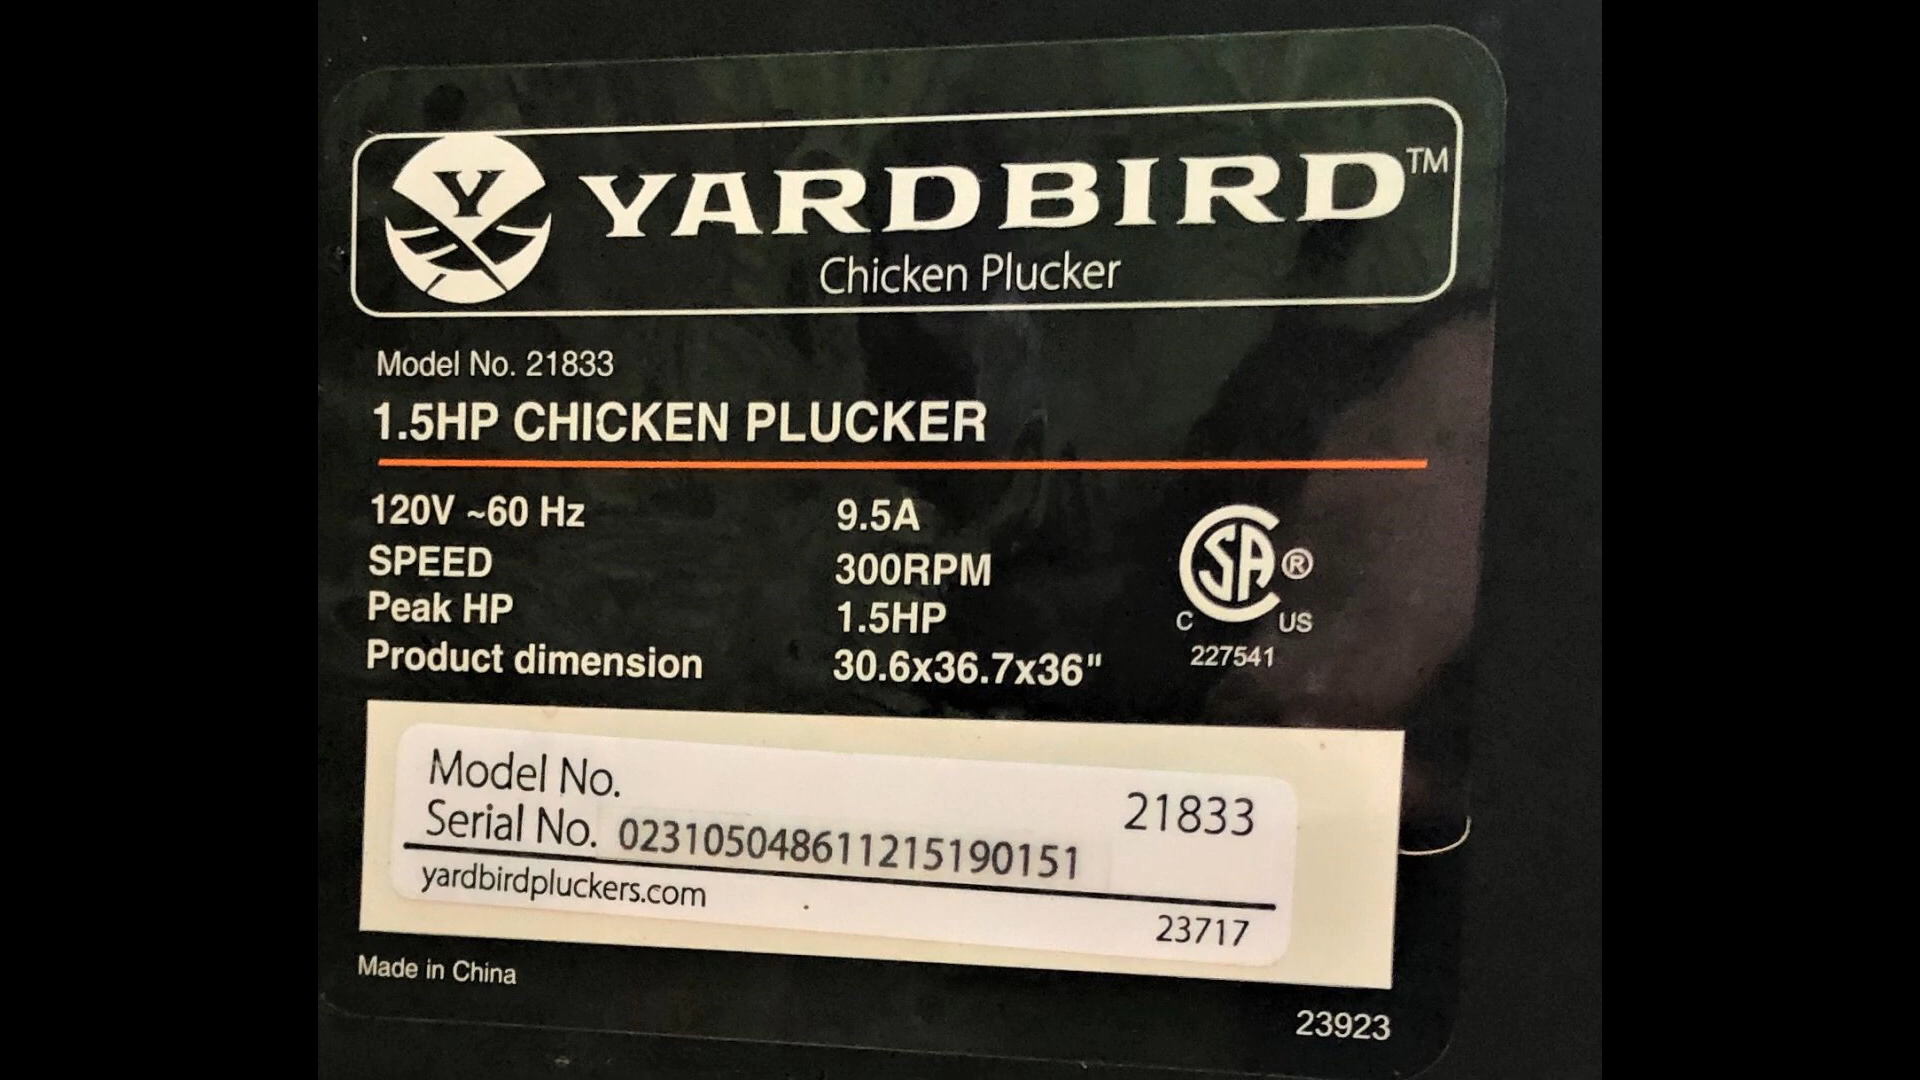 Y YARDBIRD™
Chicken Plucker
Model No. 21833
1.5HP CHICKEN PLUCKER
120V ~60 Hz 9.5A
SPEED 300RPM
Peak HP 1.5HP
Product dimension 30.6x36.7x36"
CSA®
C US
227541
Model No. 21833
Serial No. 023105048611215190151
yardbirdpluckers.com
23717
Made in China
23923